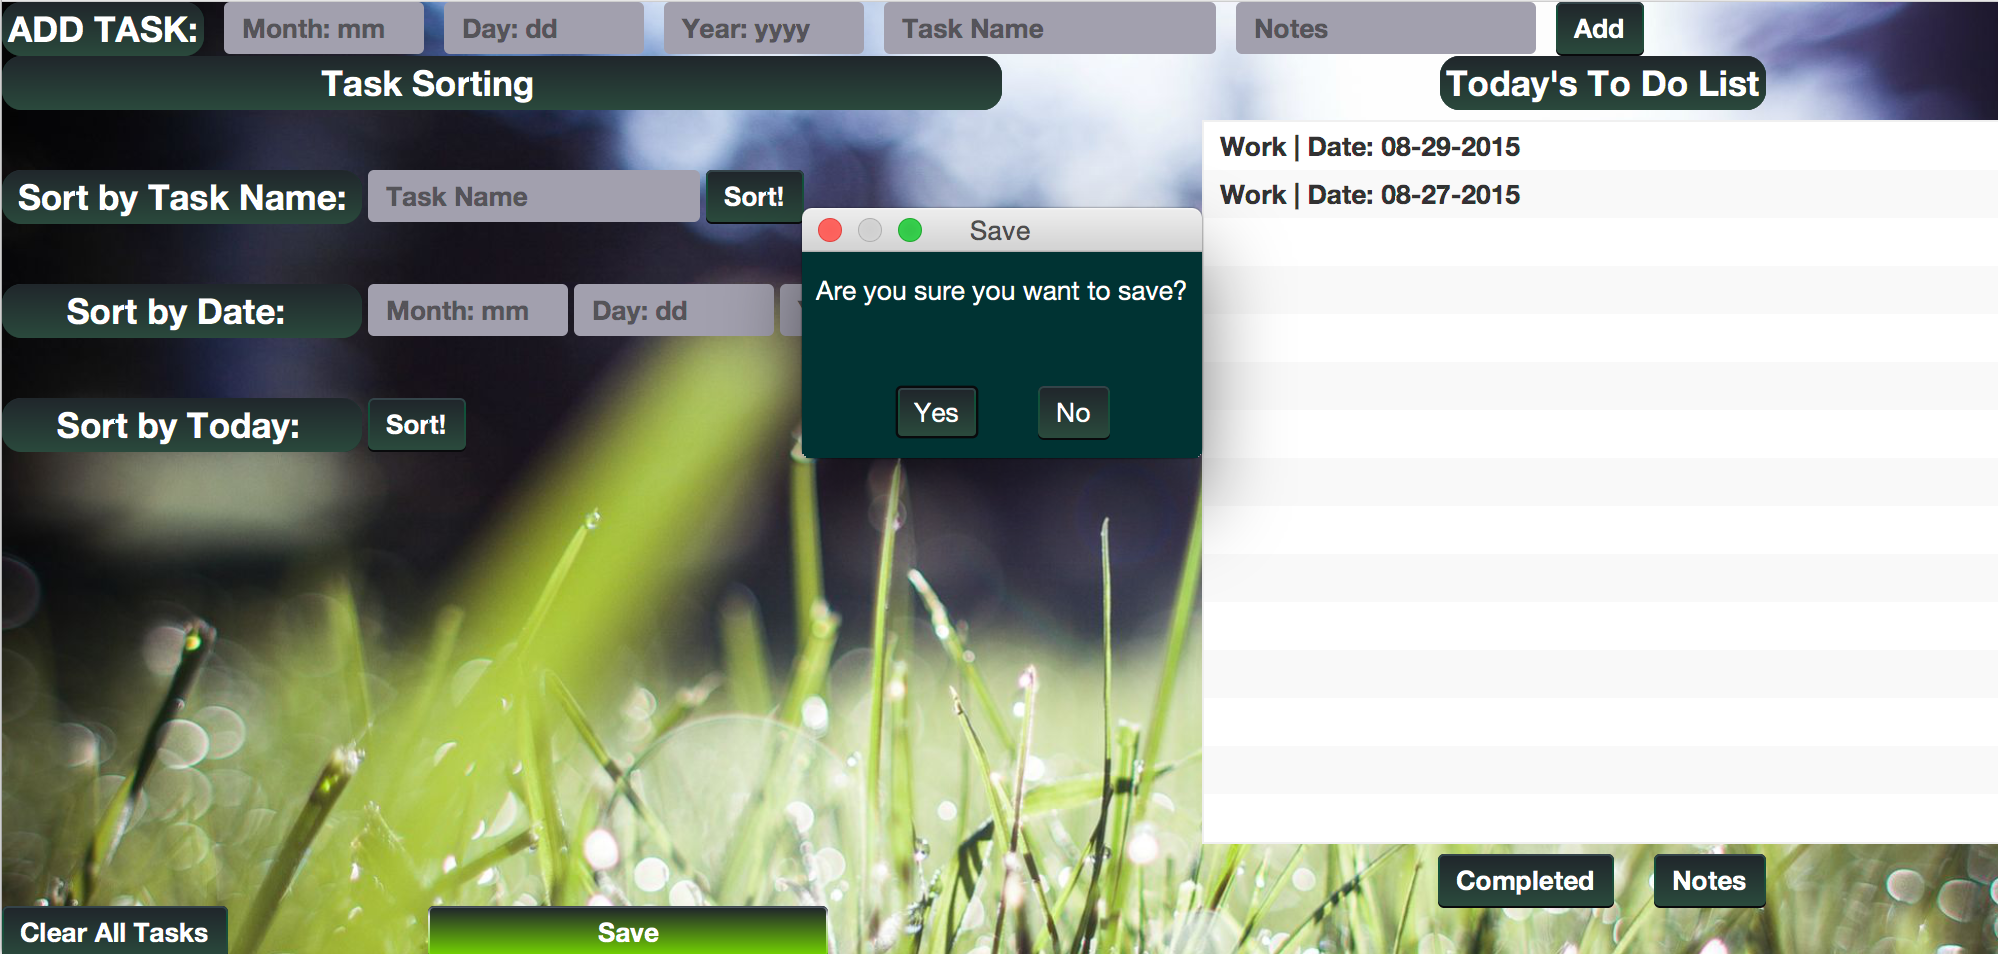 ADD TASK: Month: mm Day: dd Year: yyyy Task Name Notes Add
Task Sorting
Today's To Do List
Work | Date: 08-29-2015
Work | Date: 08-27-2015
Sort by Task Name: Task Name Sort!
Save
Are you sure you want to save?
Yes No
Sort by Date: Month: mm Day: dd
Sort by Today: Sort!
Completed Notes
Clear All Tasks Save